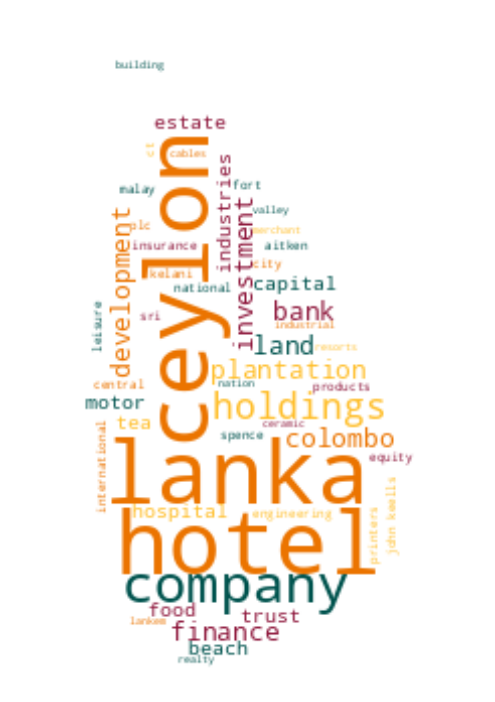 building
estate
ct
cables
ceylon
industries
malay
fort
investment
valley
development
plc
merchant
insurance
aitken
kelani
city
national
capital
leisure
sri
bank
industrial
land
resorts
plantation
central
nation
products
motor
holdings
tea
ceramic
international
spence
colombo
lanka
equity
john keells
hospital
engineering
printers
hotel
company
food
trust
lankem
finance
beach
realty